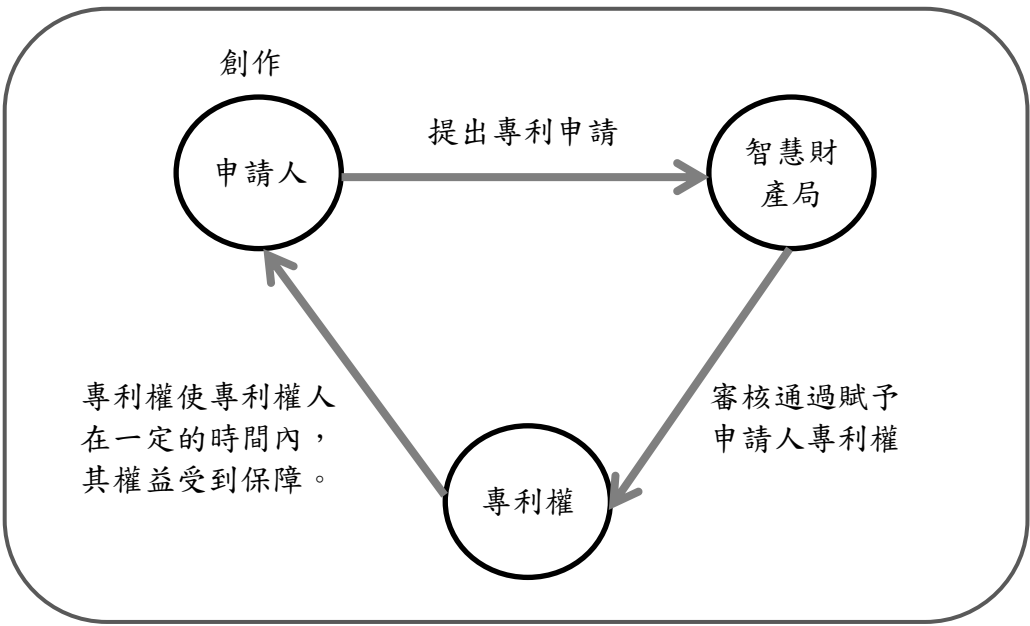 創作
申請人
提出專利申請
智慧財
產局
專利權使專利權人
在一定的時間內，
其權益受到保障。
審核通過賦予
申請人專利權
專利權